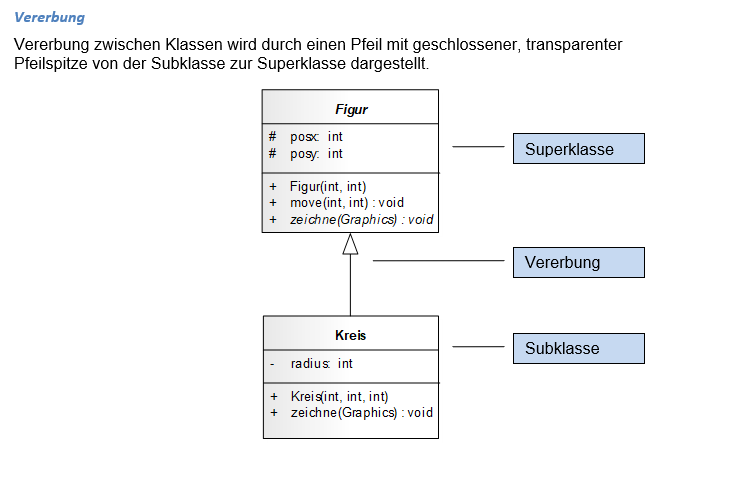 Vererbung
Vererbung zwischen Klassen wird durch einen Pfeil mit geschlossener, transparenter
Pfeilspitze von der Subklasse zur Superklasse dargestellt.
Figur
# posx: int
# posy: int
Superklasse
+ Figur(int, int)
+ move(int, int) : void
+ zeichne(Graphics) : void
Vererbung
Kreis
Subklasse
- radius: int
+ Kreis(int, int, int)
+ zeichne(Graphics) : void